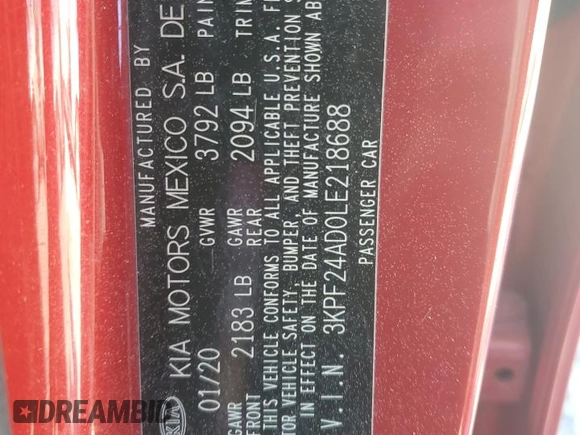 MANUFACTURED BY
KIA MOTORS MEXICO S.A. DE
KIA
01/20 GVWR 3792 LB
GAWR FRONT 2183 LB GAWR REAR 2094 LB
THIS VEHICLE CONFORMS TO ALL APPLICABLE U.S.A.
VEHICLE SAFETY, BUMPER, AND THEFT PREVENTION
IN EFFECT ON THE DATE OF MANUFACTURE SHOWN
V.I.N. 3KPF24AD0LE218688
PASSENGER CAR
DREAMBID